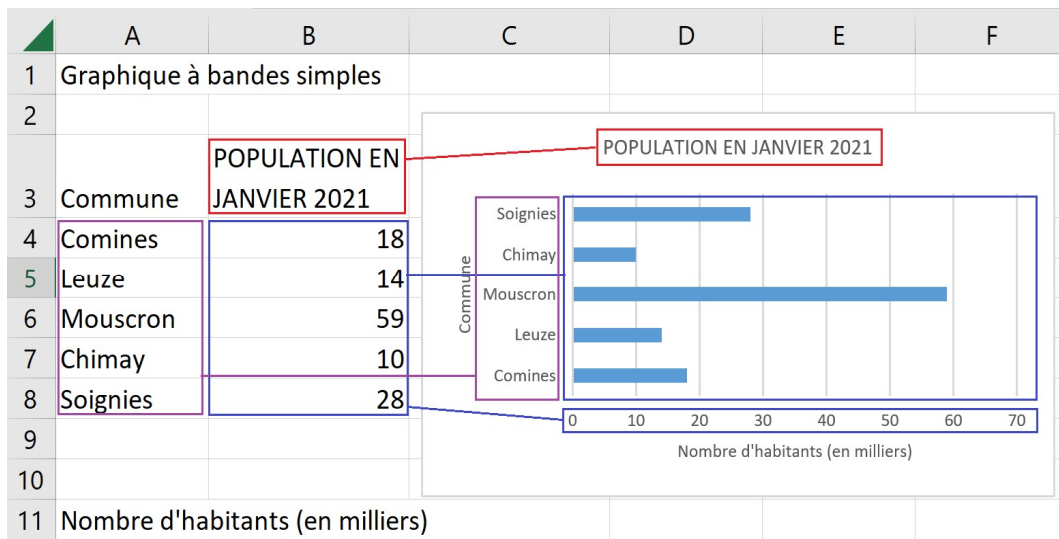 A B C D E F
1 Graphique à bandes simples
2
POPULATION EN
3 Commune JANVIER 2021
4 Comines 18
5 Leuze 14
6 Mouscron 59
7 Chimay 10
8 Soignies 28
9
10
11 Nombre d'habitants (en milliers)
POPULATION EN JANVIER 2021
Commune
Soignies
Chimay
Mouscron
Leuze
Comines
0 10 20 30 40 50 60 70
Nombre d'habitants (en milliers)